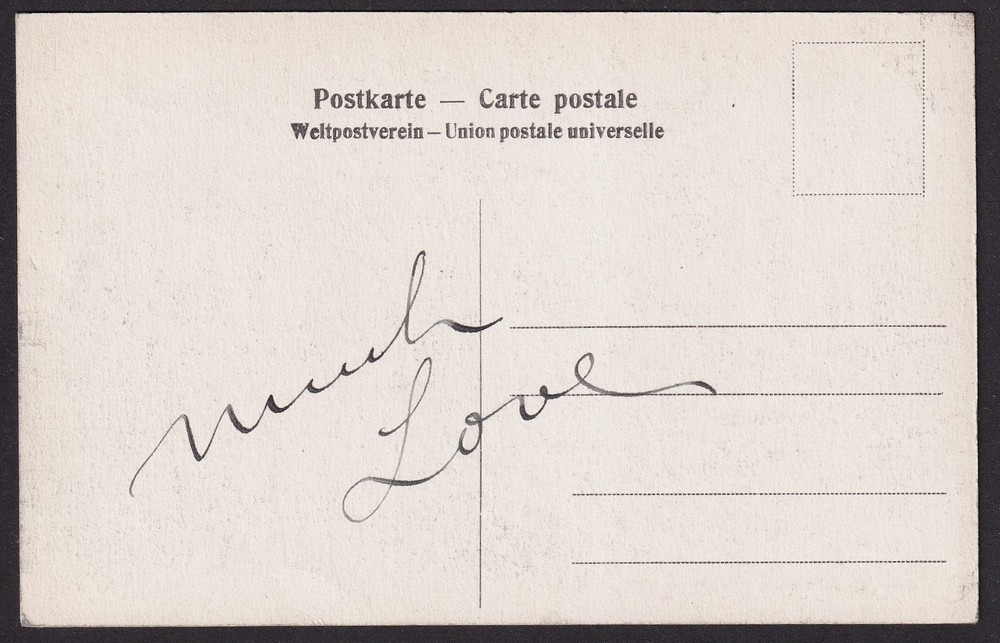 Postkarte — Carte postale
Weltpostverein – Union postale universelle
Much
Love